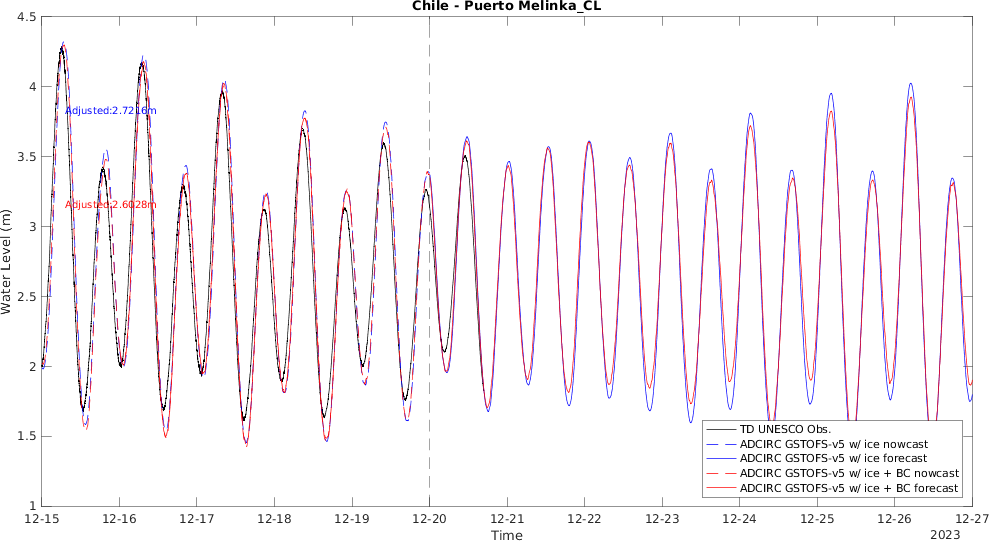 Chile - Puerto Melinka_CL
4.5
4
3.5
3
2.5
2
1.5
1
Water Level (m)
Adjusted:2.7216m
Adjusted:2.6028m
TD UNESCO Obs.
ADCIRC GSTOFS-v5 w/ ice nowcast
ADCIRC GSTOFS-v5 w/ ice forecast
ADCIRC GSTOFS-v5 w/ ice + BC nowcast
ADCIRC GSTOFS-v5 w/ ice + BC forecast
12-15 12-16 12-17 12-18 12-19 12-20 12-21 12-22 12-23 12-24 12-25 12-26 12-27
Time
2023